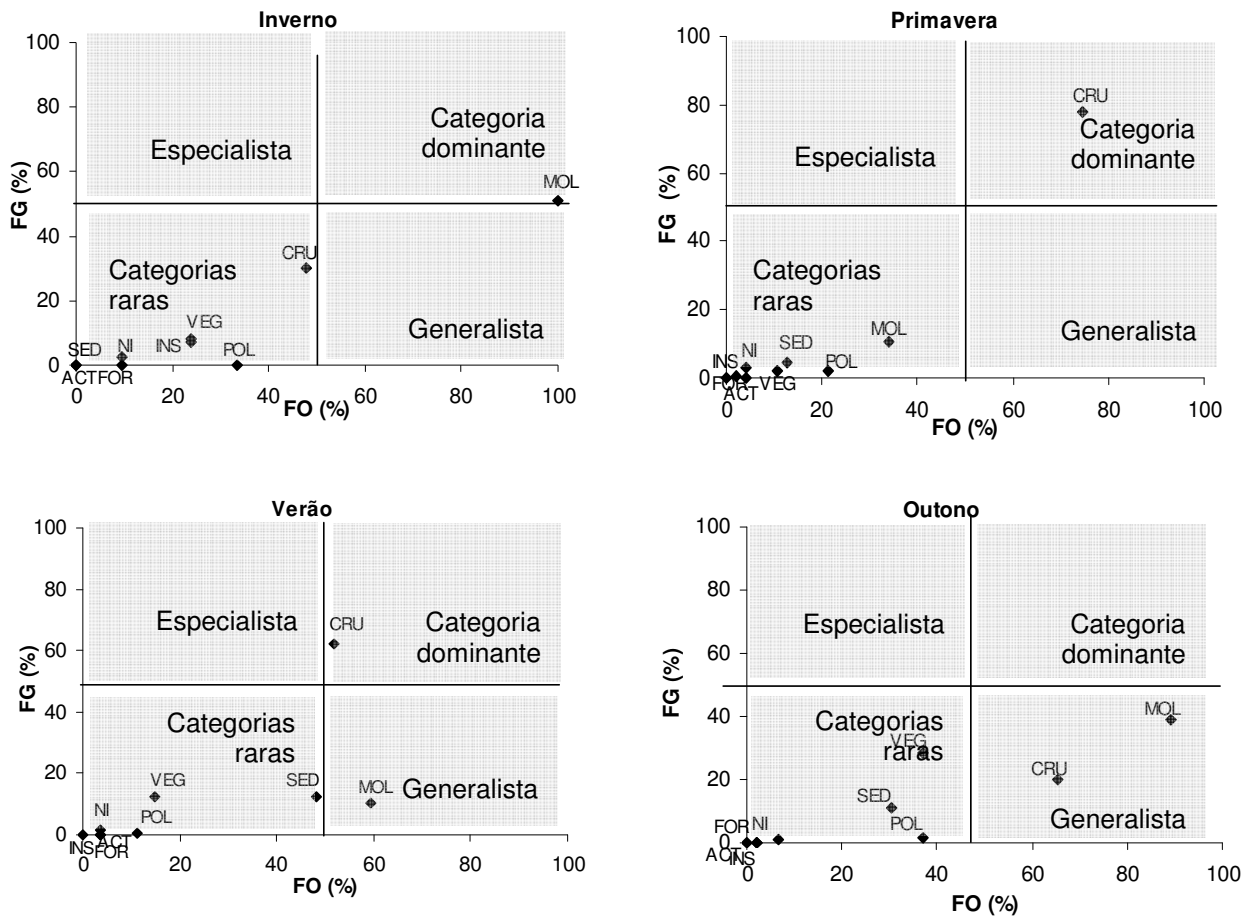 Inverno
100
80
60
40
20
0
FG (%)
Especialista
Categoria
dominante
MOL
CRU
Categorias
raras
VEG
INS
NI
SED
POL
Generalista
ACTFOR
0 20 40 60 80 100
FO (%)
Primavera
100
80
60
40
20
0
FG (%)
CRU
Categoria
dominante
Especialista
Categorias
raras
MOL
SED
NI
INS
POL
Generalista
FOR
VEG
ACT
0 20 40 60 80 100
FO (%)
Verão
100
80
60
40
20
0
FG (%)
CRU
Especialista
Categoria
dominante
Categorias
raras
VEG
SED
MOL
Generalista
NI
POL
ACT
INS
FOR
0 20 40 60 80 100
FO (%)
Outono
100
80
60
40
20
0
FG (%)
Especialista
Categoria
dominante
MOL
Categorias
raras
VEG
CRU
SED
POL
Generalista
FOR
NI
ACT
INS
0 20 40 60 80 100
FO (%)